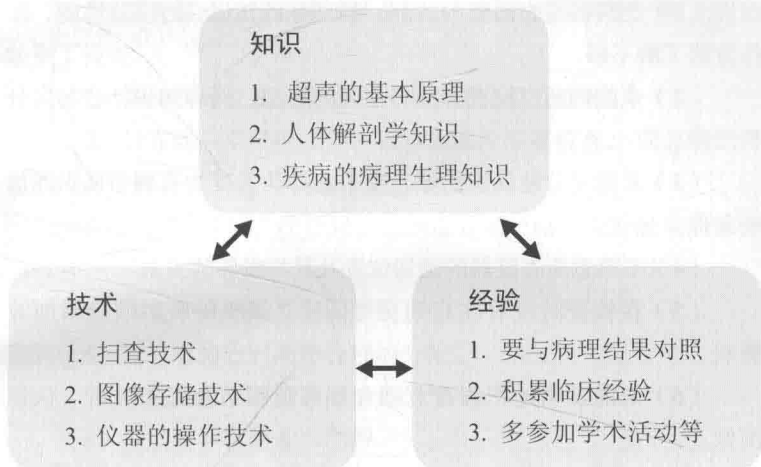 知识
1. 超声的基本原理
2. 人体解剖学知识
3. 疾病的病理生理知识
技术
1. 扫查技术
2. 图像存储技术
3. 仪器的操作技术
经验
1. 要与病理结果对照
2. 积累临床经验
3. 多参加学术活动等